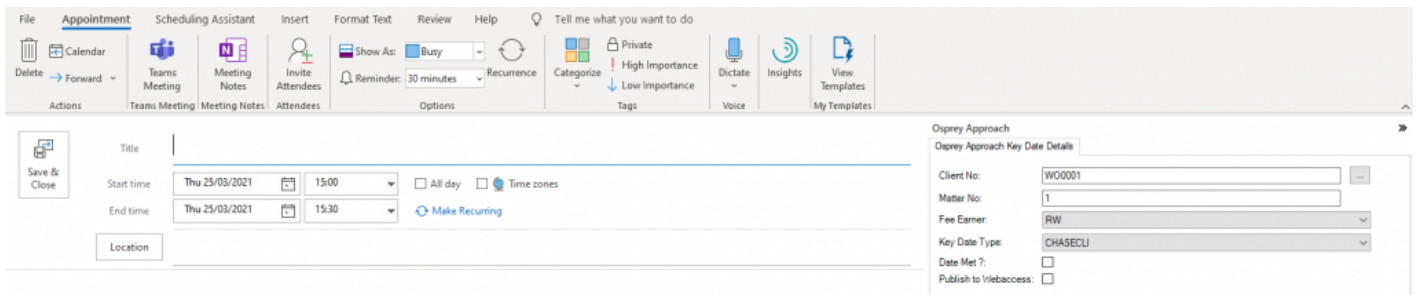 File Appointment Scheduling Assistant Insert Format Text Review Help Tell me what you want to do
Delete
Calendar
Forward
Actions
Teams Meeting
Teams Meeting
Meeting Notes
Meeting Notes
Invite Attendees
Attendees
Show As: Busy
Reminder: 30 minutes
Recurrence
Options
Categorize
Private
High Importance
Low Importance
Tags
Dictate
Voice
Insights
View Templates
My Templates
Save & Close
Title
Start time Thu 25/03/2021 15:00 All day Time zones
End time Thu 25/03/2021 15:30 Make Recurring
Location
Osprey Approach
Osprey Approach Key Date Details
Client No: WO0001 ...
Matter No: 1
Fee Earner: RW
Key Date Type: CHASECLI
Date Met ?:
Publish to Webaccess: